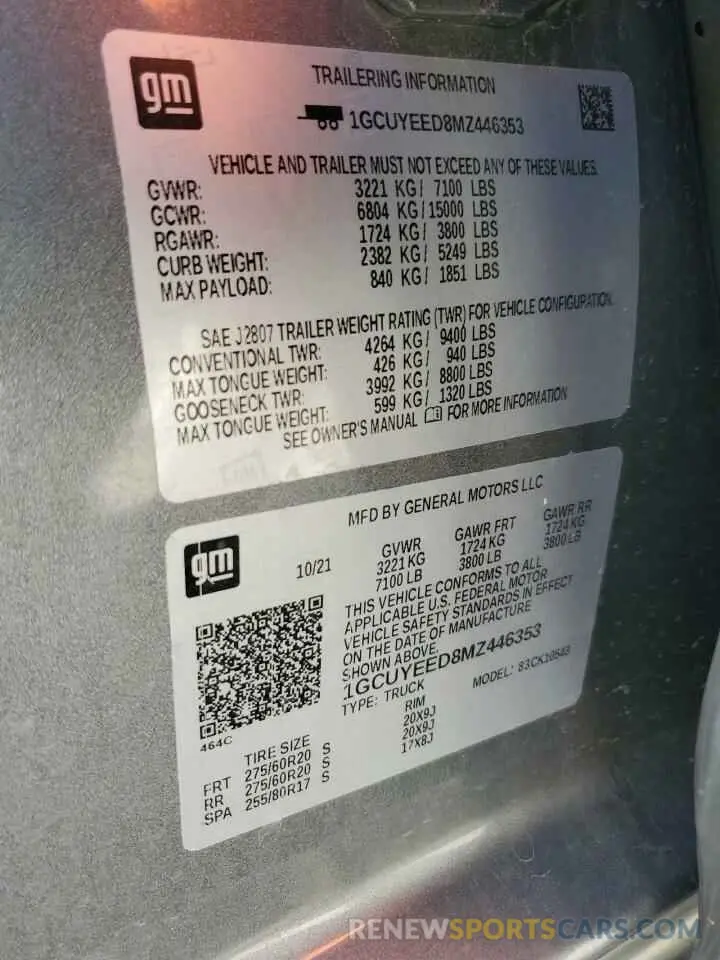 gm
TRAILERING INFORMATION
1GCUYEED8MZ446353
VEHICLE AND TRAILER MUST NOT EXCEED ANY OF THESE VALUES.
GVWR: 3221 KG/ 7100 LBS
GCWR: 6804 KG/15000 LBS
RGAWR: 1724 KG/ 3800 LBS
CURB WEIGHT: 2382 KG/ 5249 LBS
MAX PAYLOAD: 840 KG/ 1851 LBS
SAE J2807 TRAILER WEIGHT RATING (TWR) FOR VEHICLE CONFIGURATION.
CONVENTIONAL TWR: 4264 KG/ 9400 LBS
MAX TONGUE WEIGHT: 426 KG/ 940 LBS
GOOSENECK TWR: 3992 KG/ 8800 LBS
MAX TONGUE WEIGHT: 599 KG/ 1320 LBS
SEE OWNER'S MANUAL FOR MORE INFORMATION
MFD BY GENERAL MOTORS LLC
gm
10/21 GVWR GAWR FRT GAWR RR
3221 KG 1724 KG 1724 KG
7100 LB 3800 LB 3800 LB
THIS VEHICLE CONFORMS TO ALL
APPLICABLE U.S. FEDERAL MOTOR
VEHICLE SAFETY STANDARDS IN EFFECT
ON THE DATE OF MANUFACTURE
SHOWN ABOVE.
1GCUYEED8MZ446353
TYPE: TRUCK MODEL: 83CK10543
464C
TIRE SIZE RIM
FRT 275/60R20 S 20X9J
RR 275/60R20 S 20X9J
SPA 255/80R17 S 17X8J
RENEWSPORTSCARS.COM